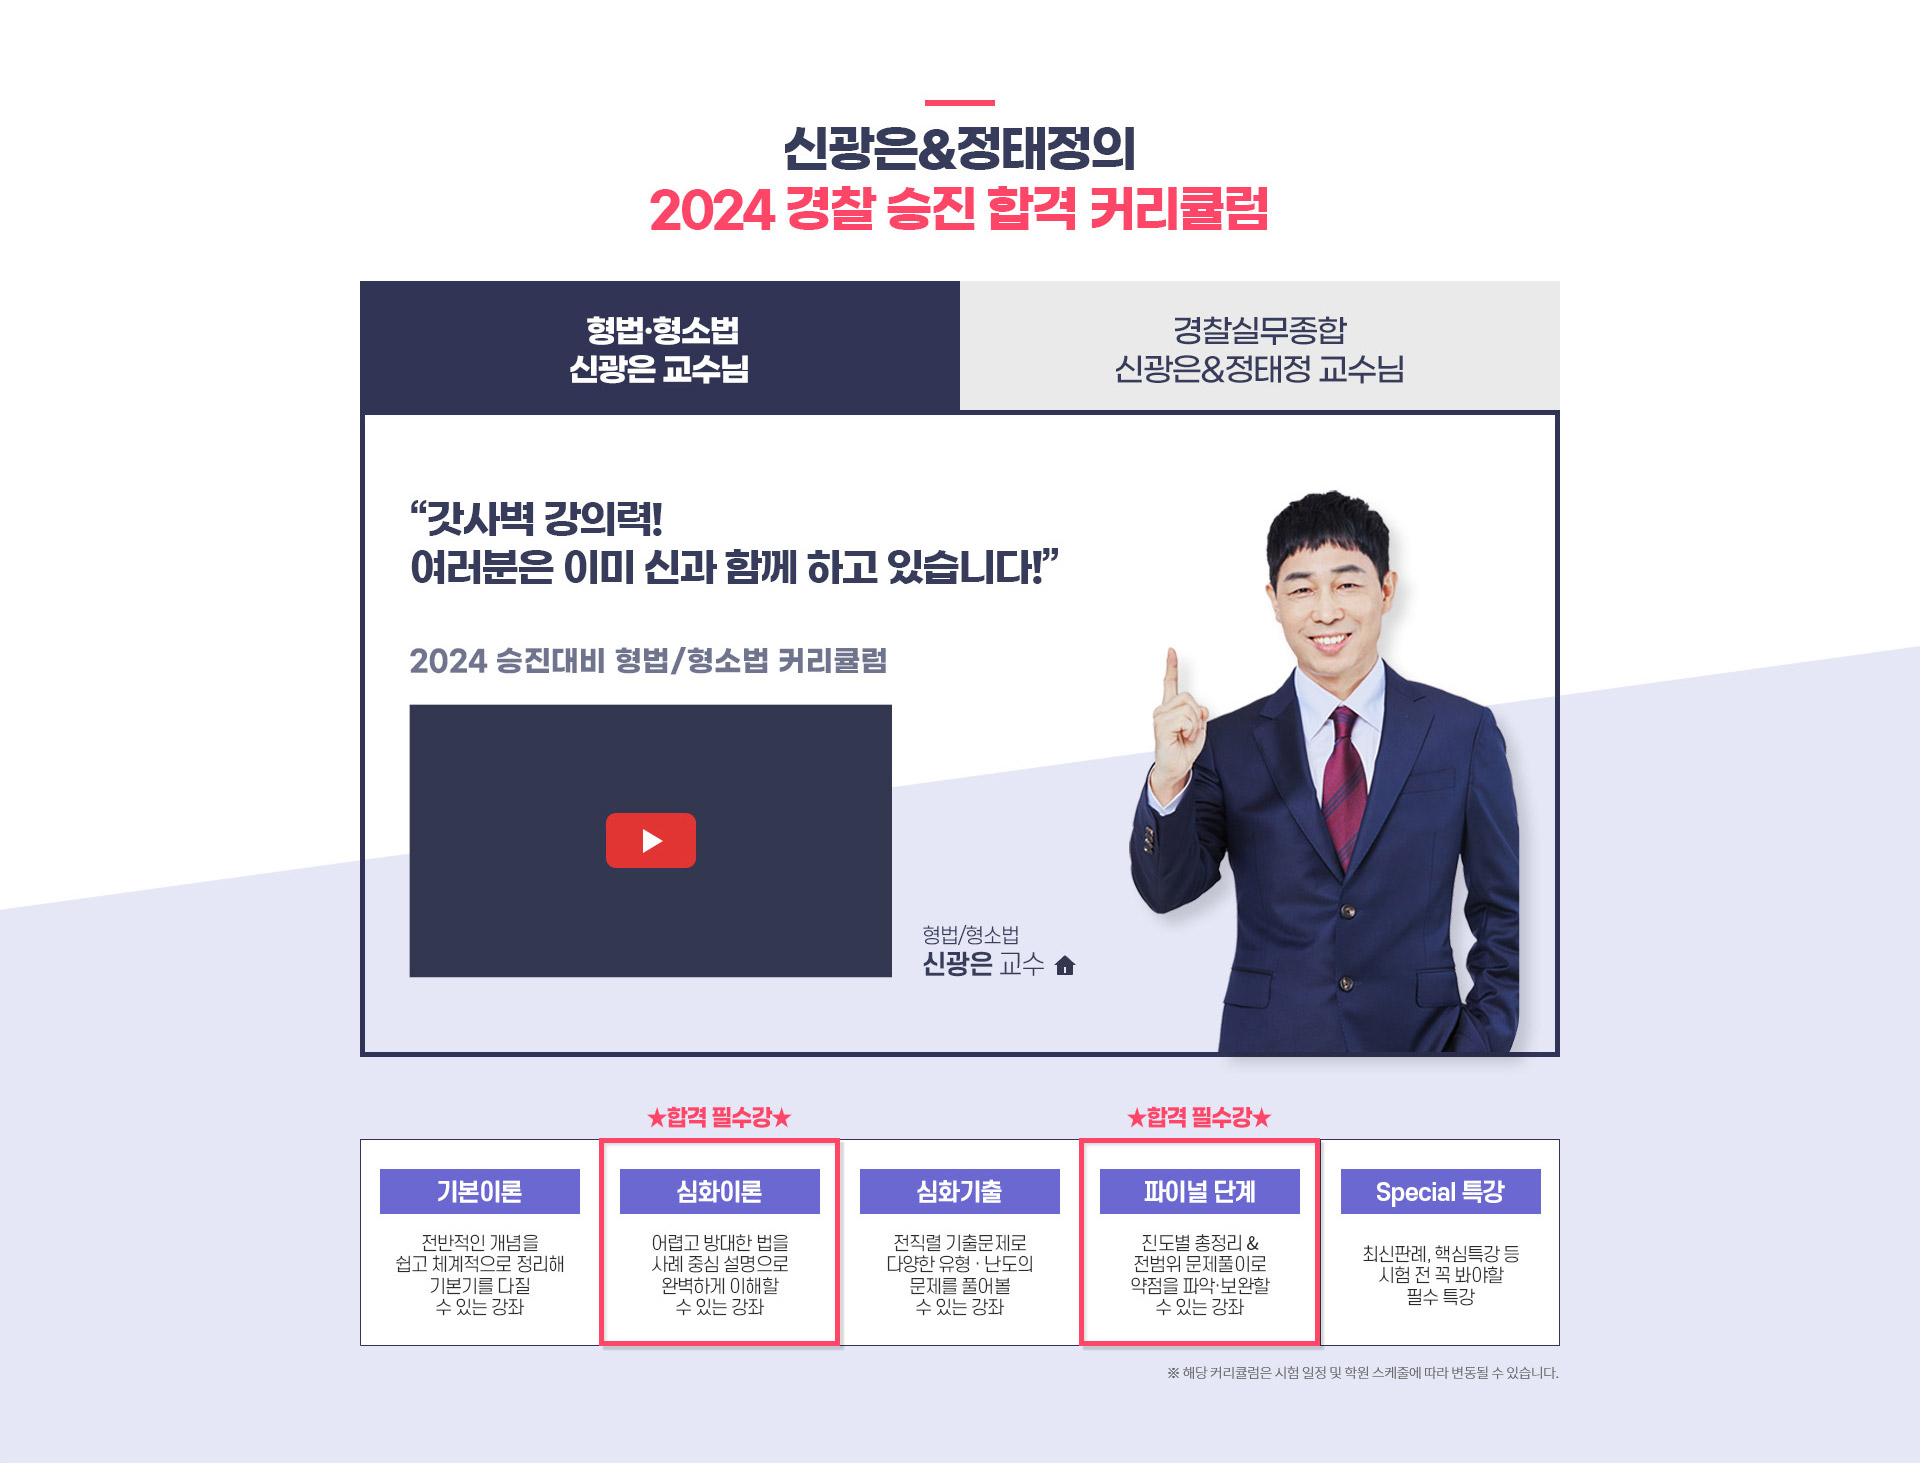 신광은&정태정의
2024 경찰 승진 합격 커리큘럼
형법·형소법
신광은 교수님
경찰실무종합
신광은&정태정 교수님
“갓사벽 강의력!
여러분은 이미 신과 함께 하고 있습니다!”
2024 승진대비 형법/형소법 커리큘럼
형법/형소법
신광은 교수
★합격 필수강★
★합격 필수강★
기본이론
전반적인 개념을
쉽고 체계적으로 정리해
기본기를 다질
수 있는 강좌
심화이론
어렵고 방대한 법을
사례 중심 설명으로
완벽하게 이해할
수 있는 강좌
심화기출
전직렬 기출문제로
다양한 유형 · 난도의
문제를 풀어볼
수 있는 강좌
파이널 단계
진도별 총정리 &
전범위 문제풀이로
약점을 파악·보완할
수 있는 강좌
Special 특강
최신판례, 핵심특강 등
시험 전 꼭 봐야할
필수 특강
※ 해당 커리큘럼은 시험 일정 및 학원 스케줄에 따라 변동될 수 있습니다.